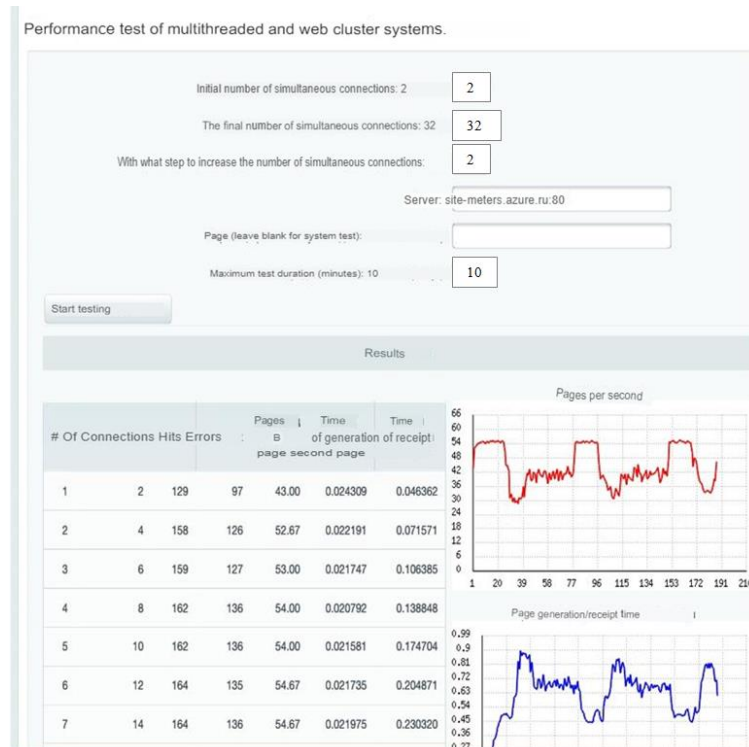 Performance test of multithreaded and web cluster systems.
Initial number of simultaneous connections: 2 2
The final number of simultaneous connections: 32 32
With what step to increase the number of simultaneous connections: 2
Server: site-meters.azure.ru:80
Page (leave blank for system test):
Maximum test duration (minutes): 10 10
Start testing
Results
# Of Connections Hits Errors : Pages B page second page Time of generation Time of receipt
1 2 129 97 43.00 0.024309 0.046362
2 4 158 126 52.67 0.022191 0.071571
3 6 159 127 53.00 0.021747 0.106385
4 8 162 136 54.00 0.020792 0.138848
5 10 162 136 54.00 0.021581 0.174704
6 12 164 135 54.67 0.021735 0.204871
7 14 164 136 54.67 0.021975 0.230320
Pages per second
66
60
54
48
42
36
30
24
18
12
6
0
1 20 39 58 77 96 115 134 153 172 191
Page generation/receipt time
0.99
0.9
0.81
0.72
0.63
0.54
0.45
0.36
0.27